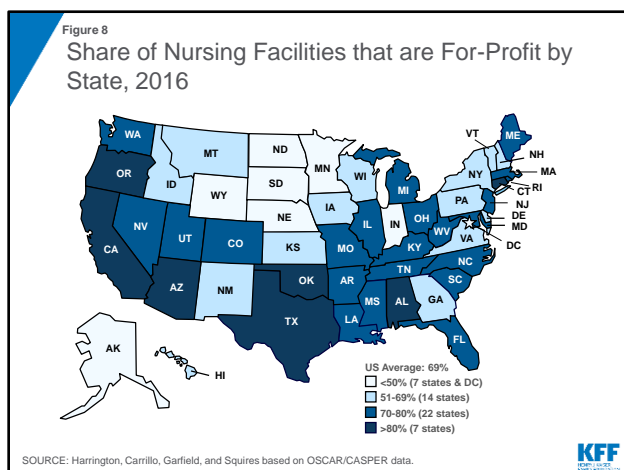 Figure 8
Share of Nursing Facilities that are For-Profit by
State, 2016
WA
MT
ND
MN
VT
ME
OR
ID
WY
SD
WI
MI
NY
NH
MA
RI
CT
NV
UT
CO
NE
IA
IL
IN
OH
PA
NJ
DE
MD
DC
CA
KS
MO
KY
WV
VA
AZ
NM
OK
AR
TN
NC
SC
TX
LA
MS
AL
GA
FL
AK
HI
US Average: 69%
<50% (7 states & DC)
51-69% (14 states)
70-80% (22 states)
>80% (7 states)
SOURCE: Harrington, Carrillo, Garfield, and Squires based on OSCAR/CASPER data.
KFF